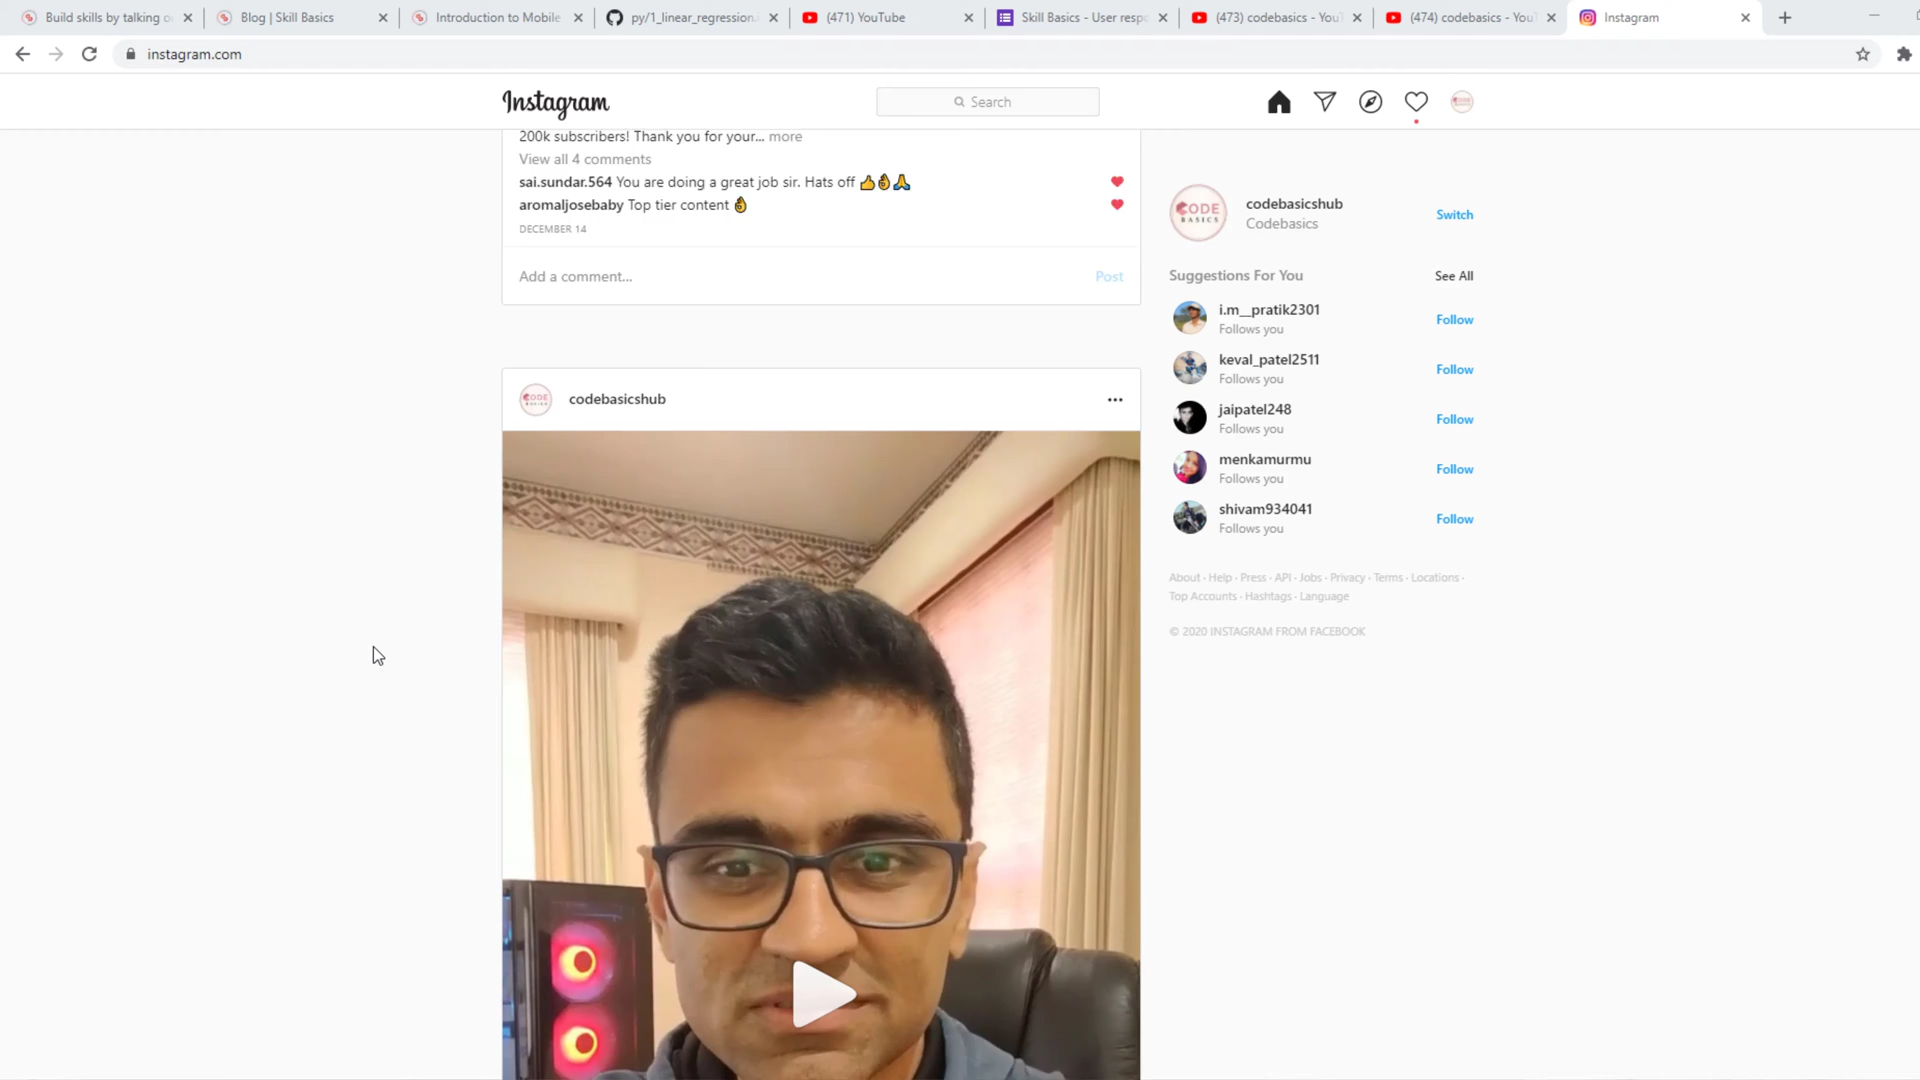 Build skills by talking o
Blog | Skill Basics
Introduction to Mobile
py/1_linear_regression.i
(471) YouTube
Skill Basics - User resp
(473) codebasics - YouT
(474) codebasics - YouT
Instagram
instagram.com
Instagram
Search
200k subscribers! Thank you for your... more
View all 4 comments
sai.sundar.564 You are doing a great job sir. Hats off 👍👌🙏
aromaljosebaby Top tier content 👌
DECEMBER 14
Add a comment...
Post
codebasicshub
CODE
BASICS
codebasicshub
Codebasics
Switch
Suggestions For You
See All
i.m__pratik2301
Follows you
Follow
keval_patel2511
Follows you
Follow
jaipatel248
Follows you
Follow
menkamurmu
Follows you
Follow
shivam934041
Follows you
Follow
About · Help · Press · API · Jobs · Privacy · Terms · Locations ·
Top Accounts · Hashtags · Language
© 2020 INSTAGRAM FROM FACEBOOK